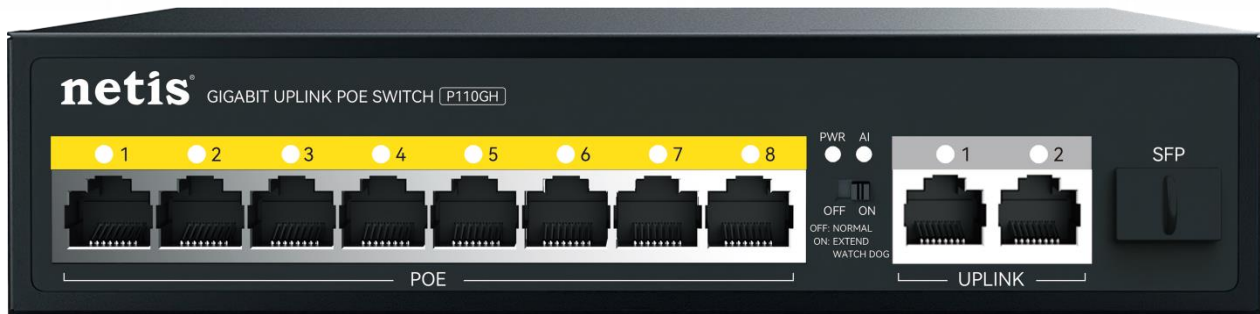 netis® GIGABIT UPLINK POE SWITCH P110GH
PWR AI
1 2 3 4 5 6 7 8
1 2
SFP
OFF ON
OFF: NORMAL
ON: EXTEND
WATCH DOG
POE
UPLINK